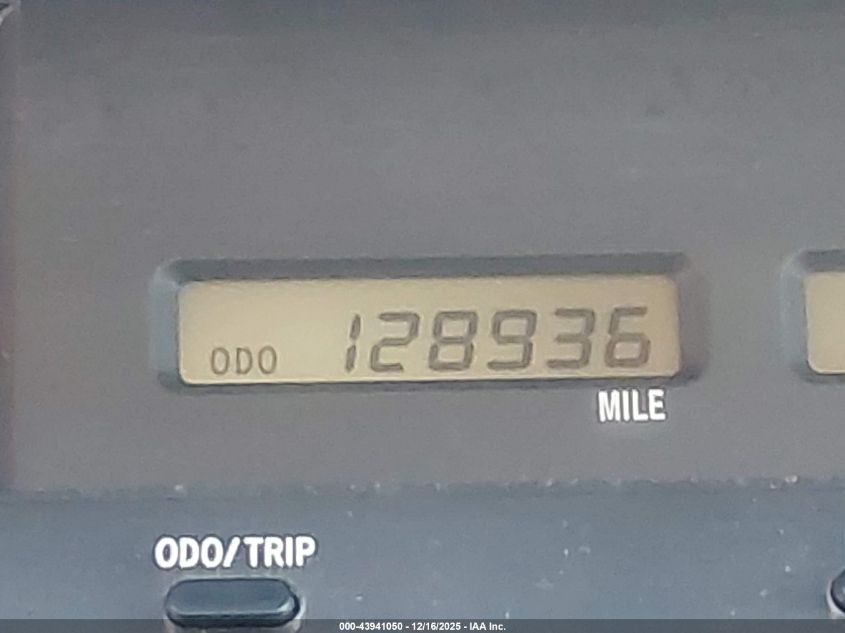 ODO 128936
MILE
ODO/TRIP
000-43941050 - 12/16/2025 - IAA Inc.